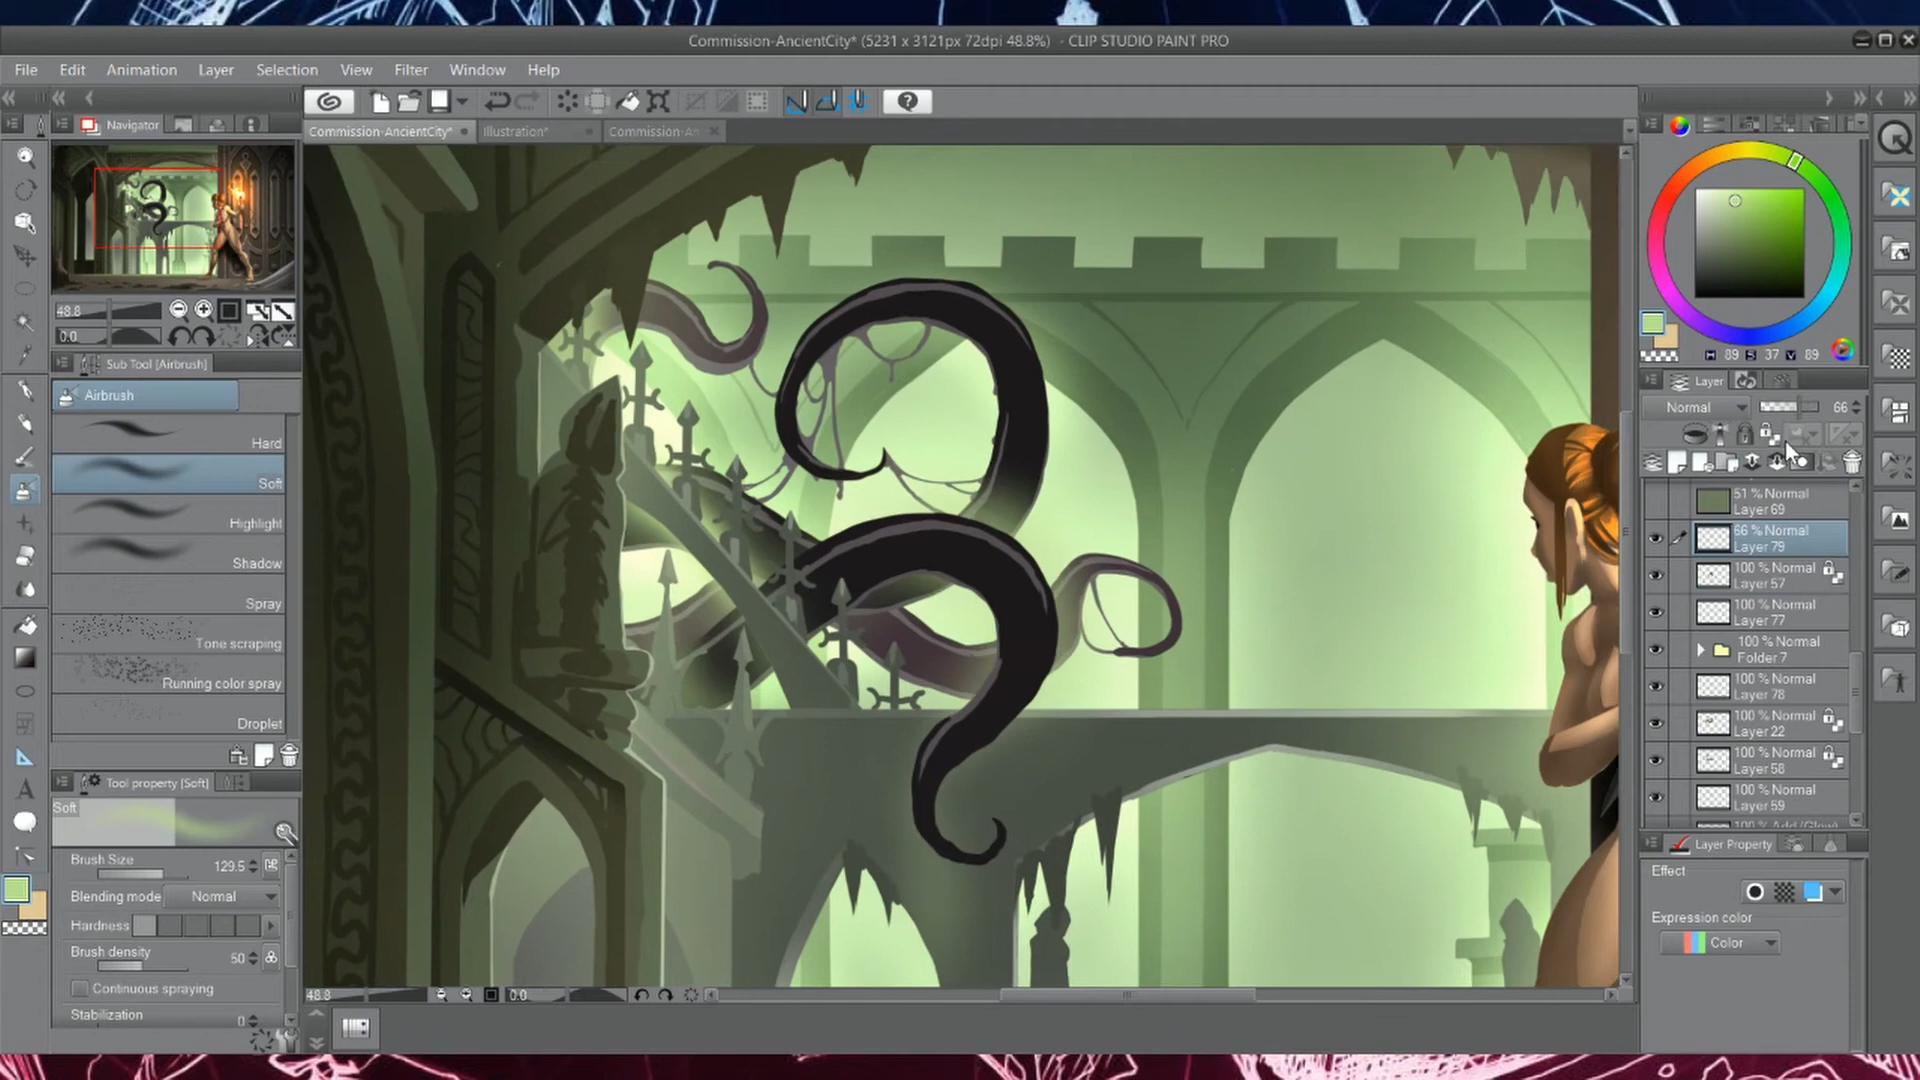 Commission-AncientCity* (5231 x 3121px 72dpi 48.8%) - CLIP STUDIO PAINT PRO
File Edit Animation Layer Selection View Filter Window Help
Commission-AncientCity* Illustration* Commission-An
Navigator
48.8
0.0
Sub Tool [Airbrush]
Airbrush
Hard
Soft
Highlight
Shadow
Spray
Tone scraping
Running color spray
Droplet
Tool property [Soft]
Soft
Brush Size 129.5
Blending mode Normal
Hardness
Brush density 50
Continuous spraying
Stabilization 0
48.8 0.0
H 89 S 37 V 89
Layer
Normal 66
51 % Normal
Layer 69
66 % Normal
Layer 79
100 % Normal
Layer 57
100 % Normal
Layer 77
100 % Normal
Folder 7
100 % Normal
Layer 78
100 % Normal
Layer 22
100 % Normal
Layer 58
100 % Normal
Layer 59
100 % Add (Glow)
Layer Property
Effect
Expression color
Color